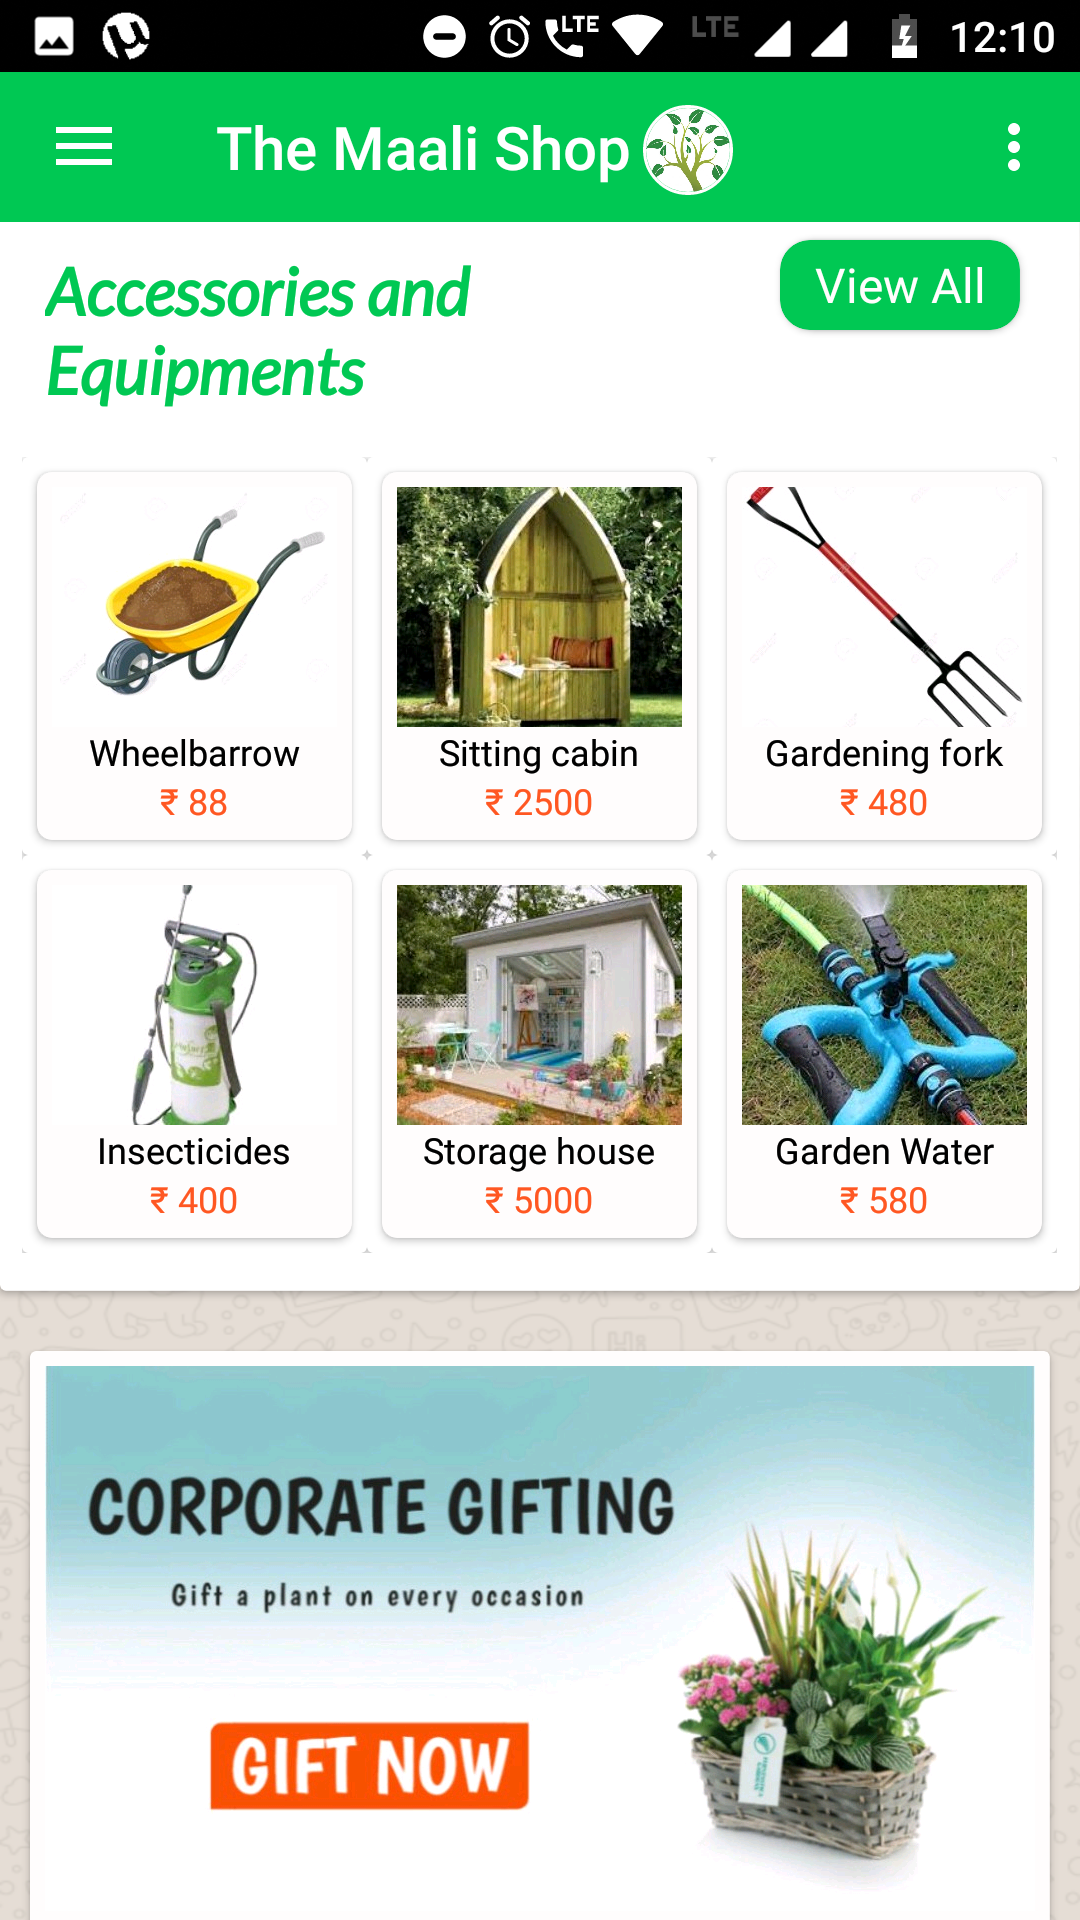 LTE LTE 12:10
The Maali Shop
Accessories and
Equipments
View All
Wheelbarrow
₹ 88
Sitting cabin
₹ 2500
Gardening fork
₹ 480
Insecticides
₹ 400
Storage house
₹ 5000
Garden Water
₹ 580
CORPORATE GIFTING
Gift a plant on every occasion
GIFT NOW